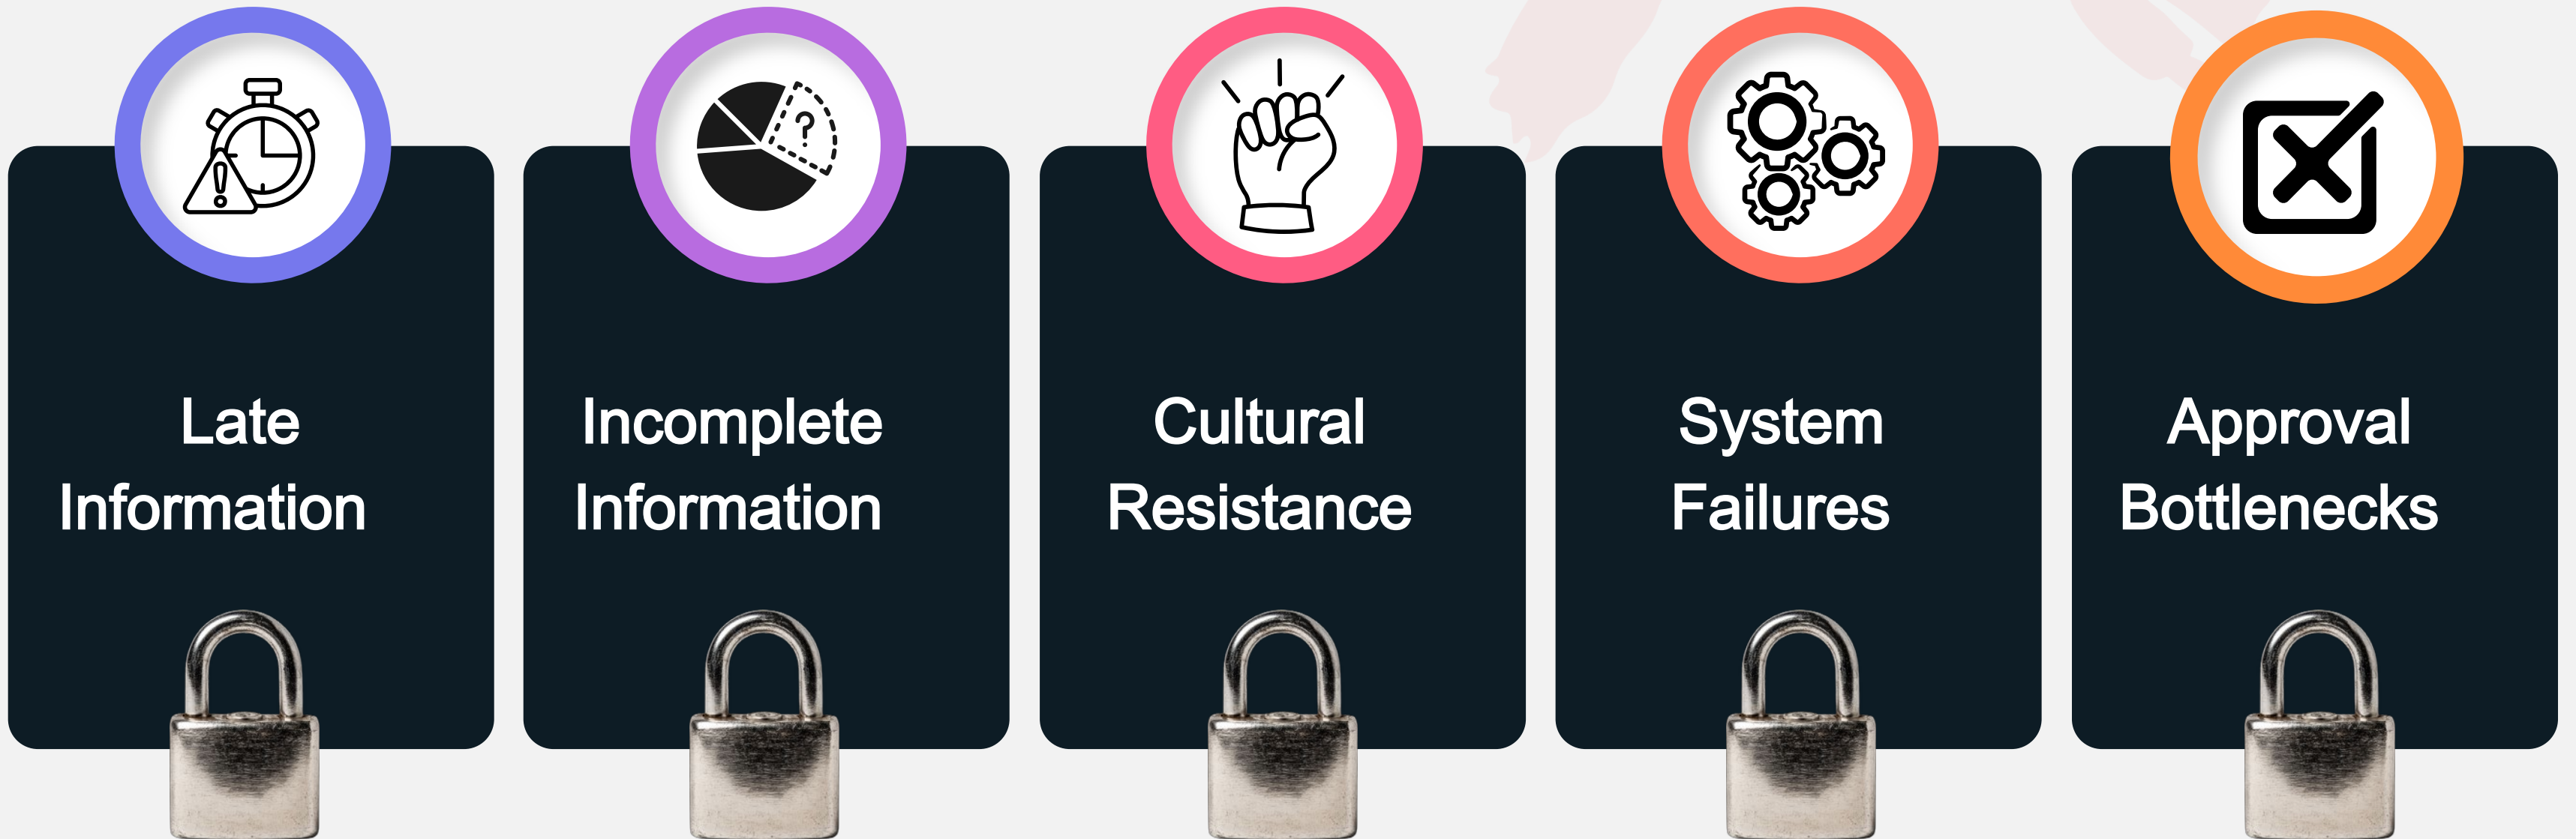 Late
Information
Incomplete
Information
Cultural
Resistance
System
Failures
Approval
Bottlenecks